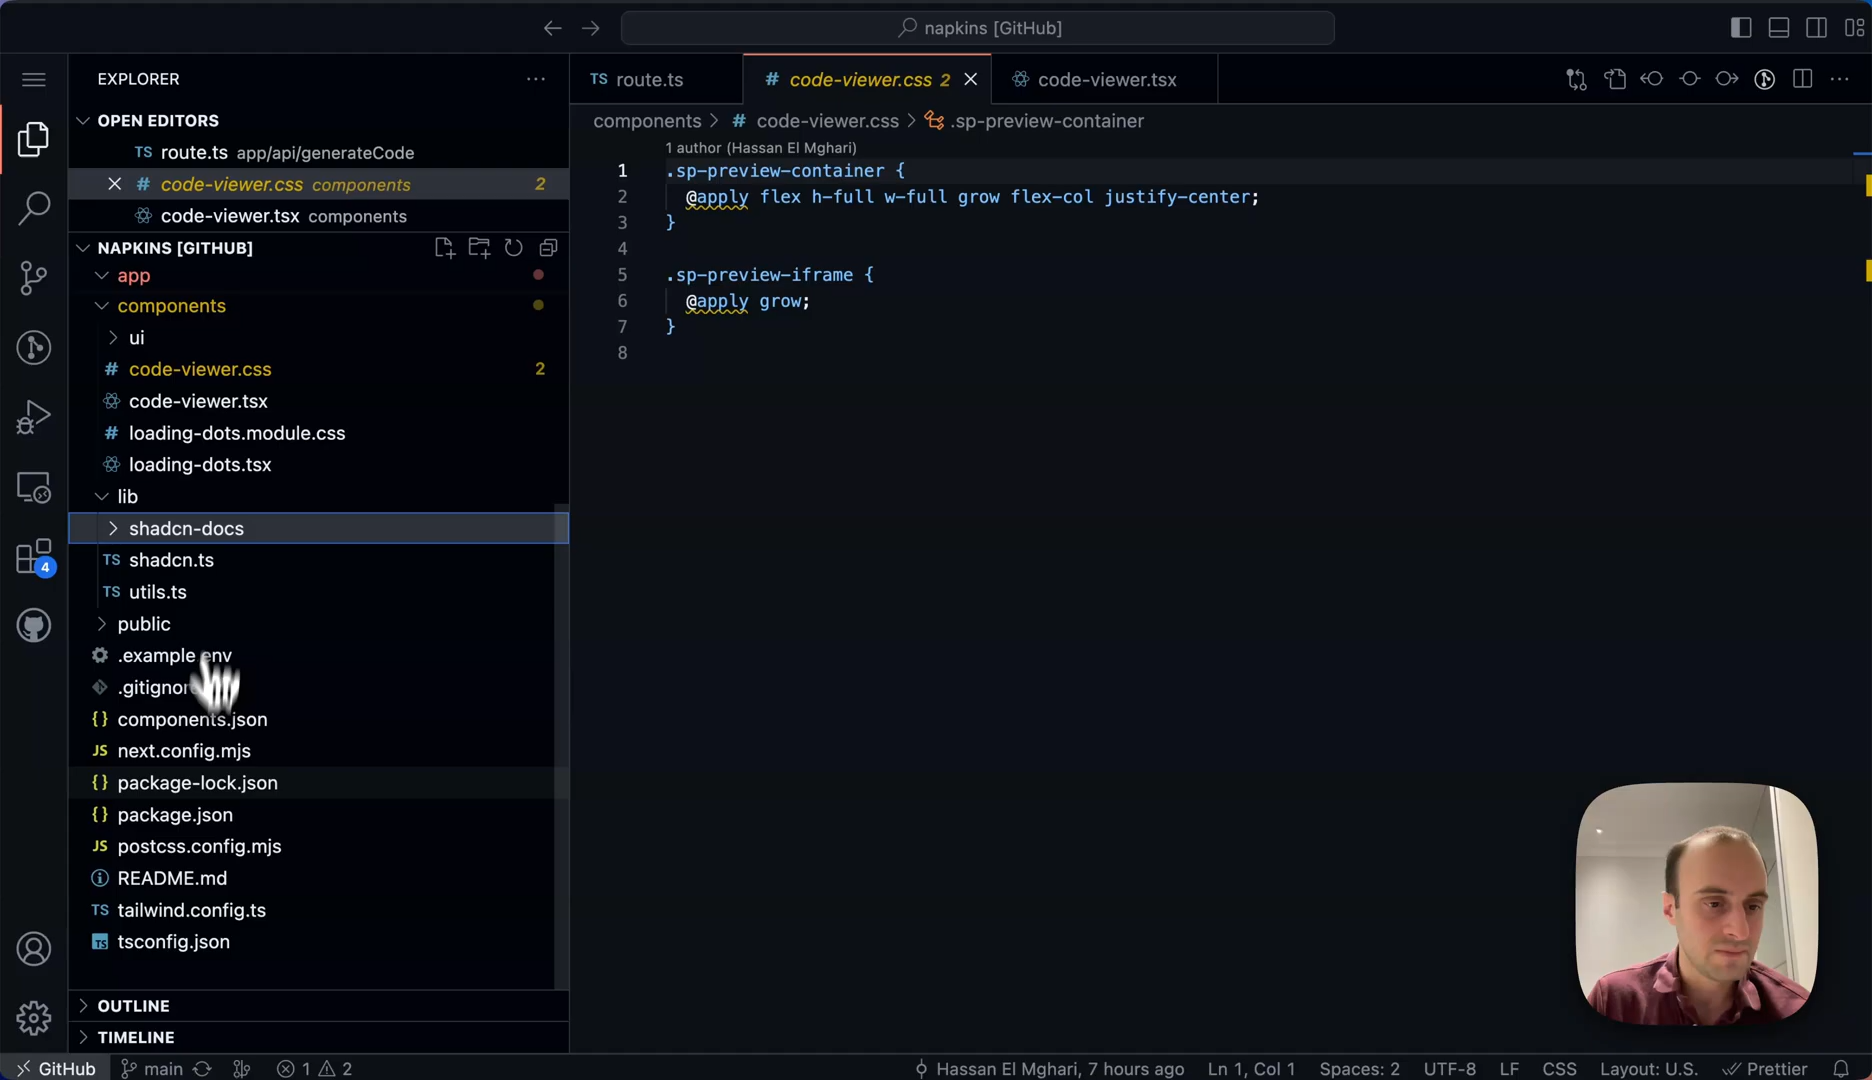 napkins [GitHub]
EXPLORER
OPEN EDITORS
TS route.ts app/api/generateCode
# code-viewer.css components 2
code-viewer.tsx components
NAPKINS [GITHUB]
app
components
ui
# code-viewer.css 2
code-viewer.tsx
# loading-dots.module.css
loading-dots.tsx
lib
shadcn-docs
TS shadcn.ts
TS utils.ts
public
.example.env
.gitignore
{} components.json
JS next.config.mjs
{} package-lock.json
{} package.json
JS postcss.config.mjs
README.md
TS tailwind.config.ts
TS tsconfig.json
OUTLINE
TIMELINE
4
TS route.ts
# code-viewer.css 2
code-viewer.tsx
components > # code-viewer.css > .sp-preview-container
1 author (Hassan El Mghari)
1 .sp-preview-container {
2 @apply flex h-full w-full grow flex-col justify-center;
3 }
4
5 .sp-preview-iframe {
6 @apply grow;
7 }
8
GitHub main 1 2 Hassan El Mghari, 7 hours ago Ln 1, Col 1 Spaces: 2 UTF-8 LF CSS Layout: U.S. Prettier